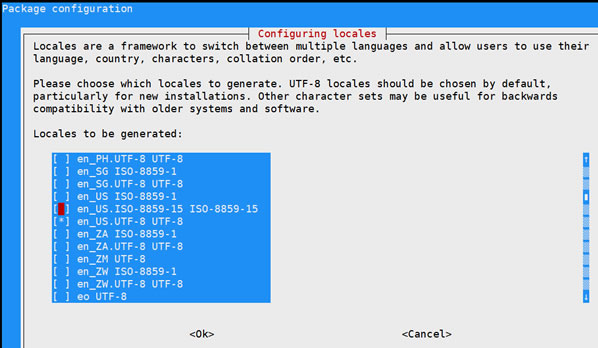 Package configuration
Configuring locales
Locales are a framework to switch between multiple languages and allow users to use their
language, country, characters, collation order, etc.
Please choose which locales to generate. UTF-8 locales should be chosen by default,
particularly for new installations. Other character sets may be useful for backwards
compatibility with older systems and software.
Locales to be generated:
[ ] en_PH.UTF-8 UTF-8
[ ] en_SG ISO-8859-1
[ ] en_SG.UTF-8 UTF-8
[ ] en_US ISO-8859-1
[ ] en_US.ISO-8859-15 ISO-8859-15
[*] en_US.UTF-8 UTF-8
[ ] en_ZA ISO-8859-1
[ ] en_ZA.UTF-8 UTF-8
[ ] en_ZM UTF-8
[ ] en_ZW ISO-8859-1
[ ] en_ZW.UTF-8 UTF-8
[ ] eo UTF-8
<Ok> <Cancel>